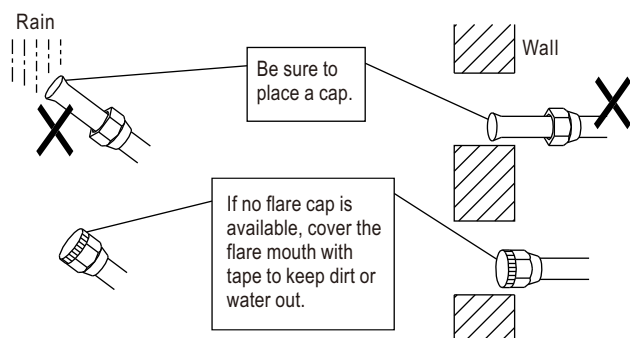 Rain
Wall
Be sure to
place a cap.
If no flare cap is
available, cover the
flare mouth with
tape to keep dirt or
water out.